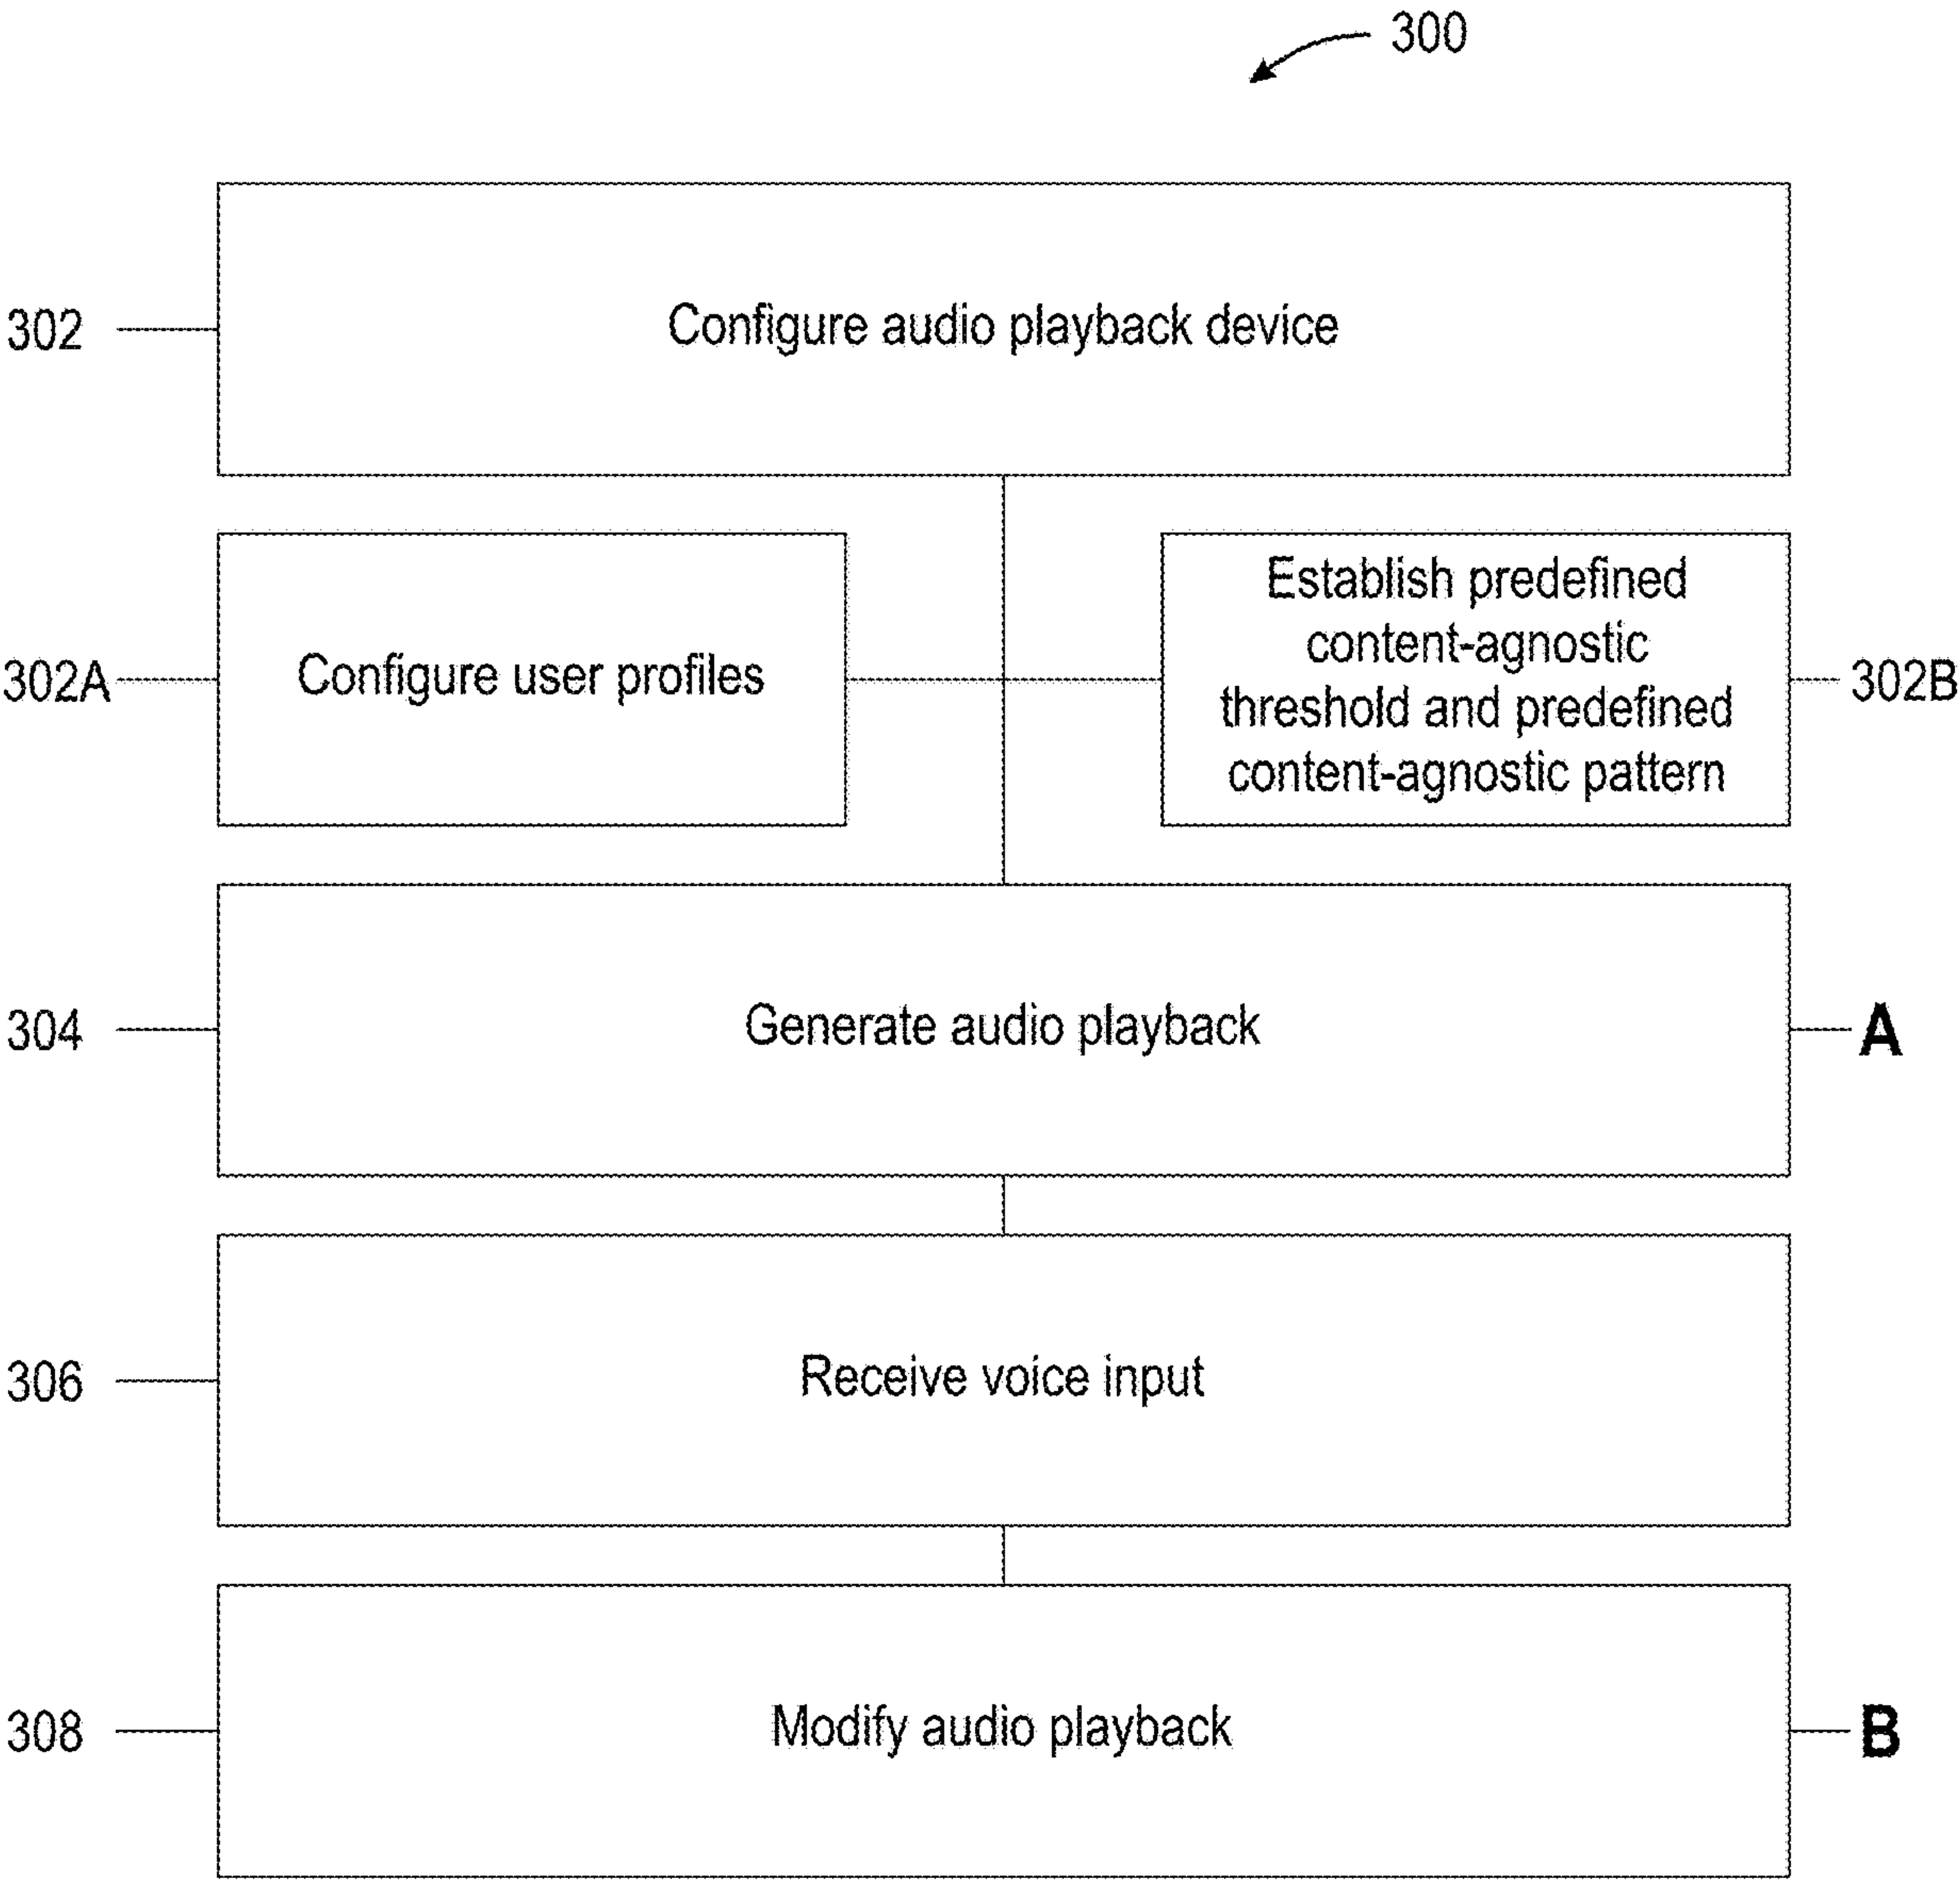 300
302
Configure audio playback device
302A
Configure user profiles
Establish predefined
content-agnostic
threshold and predefined
content-agnostic pattern
302B
304
Generate audio playback
A
306
Receive voice input
308
Modify audio playback
B